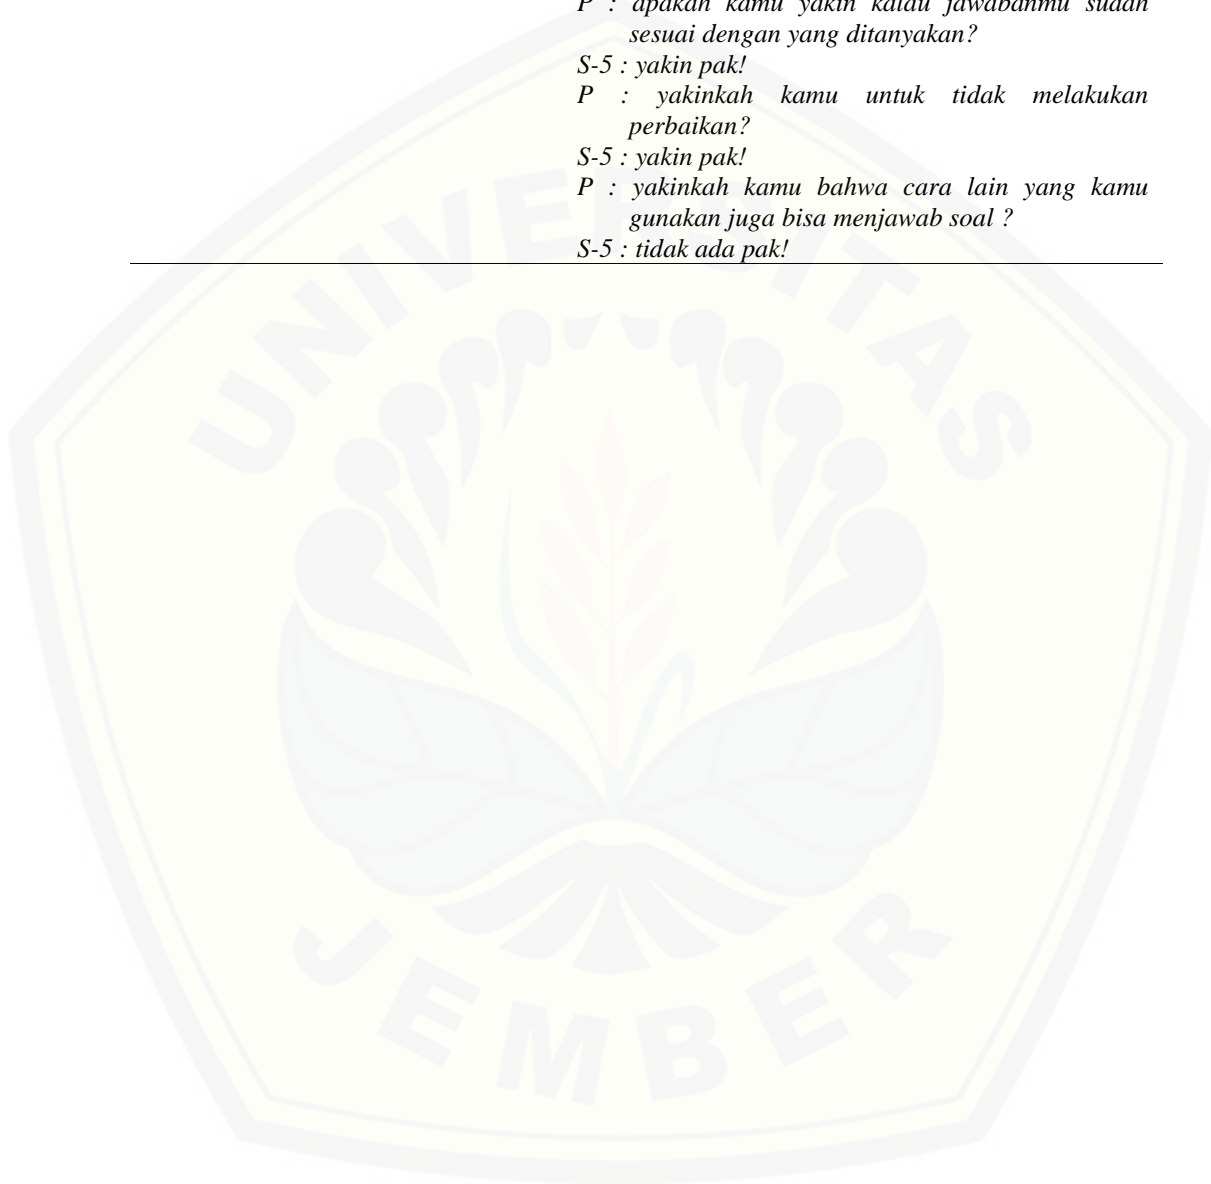 P : apakah kamu yakin kalau jawabanmu sudah
sesuai dengan yang ditanyakan?
S-5 : yakin pak!
P : yakinkah kamu untuk tidak melakukan
perbaikan?
S-5 : yakin pak!
P : yakinkah kamu bahwa cara lain yang kamu
gunakan juga bisa menjawab soal ?
S-5 : tidak ada pak!
UNIVERSITAS
JEMBER